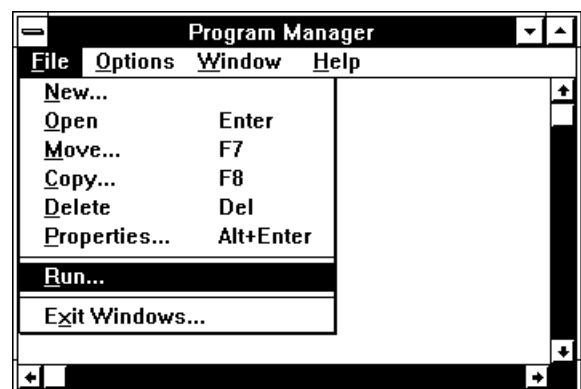 Program Manager
File Options Window Help
New...
Open Enter
Move... F7
Copy... F8
Delete Del
Properties... Alt+Enter
Run...
Exit Windows...